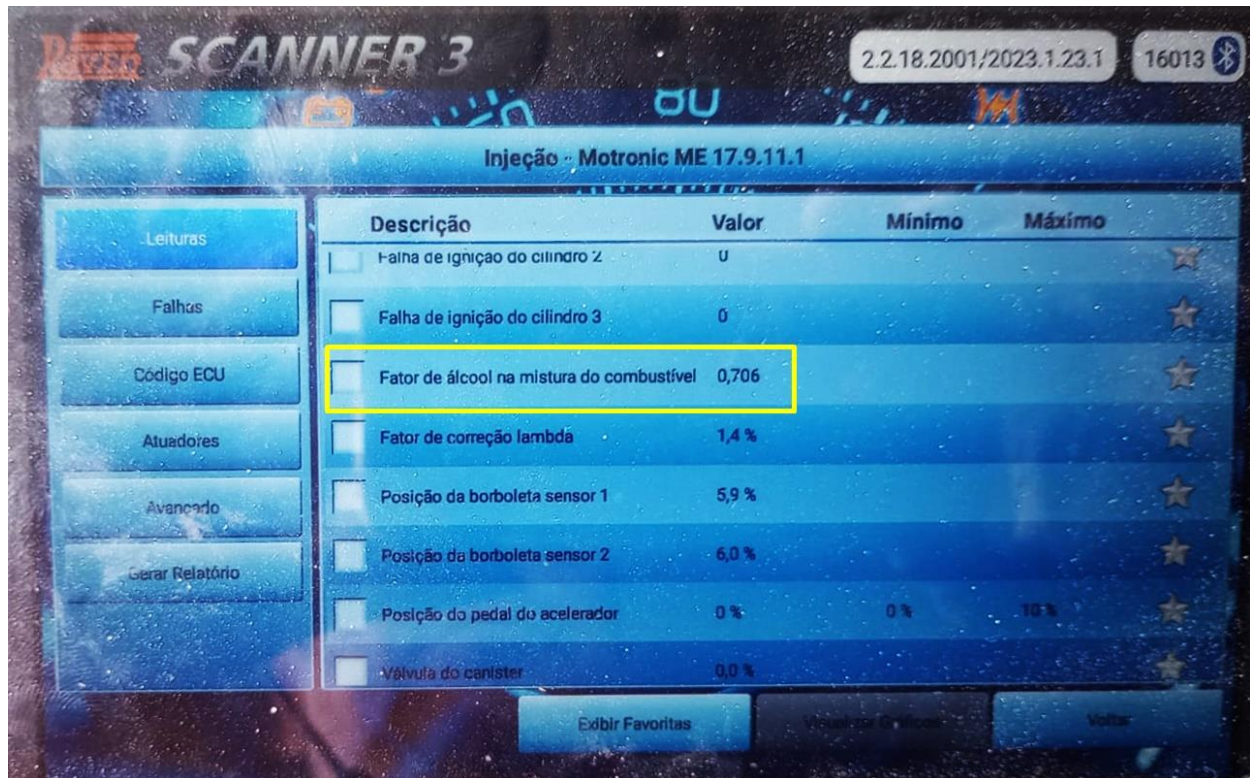 SCANNER 3
2.2.18.2001/2023.1.23.1
16013
80
Injeção - Motronic ME 17.9.11.1
Leituras
Falhas
Código ECU
Atuadores
Avançado
Gerar Relatório
Descrição Valor Mínimo Máximo
Falha de ignição do cilindro 2 0
Falha de ignição do cilindro 3 0
Fator de álcool na mistura do combustível 0,706
Fator de correção lambda 1,4 %
Posição da borboleta sensor 1 5,9 %
Posição da borboleta sensor 2 6,0 %
Posição do pedal do acelerador 0 % 0 % 10 %
Válvula do canister 0,0 %
Exibir Favoritas
Visualizar Gráficos
Voltar